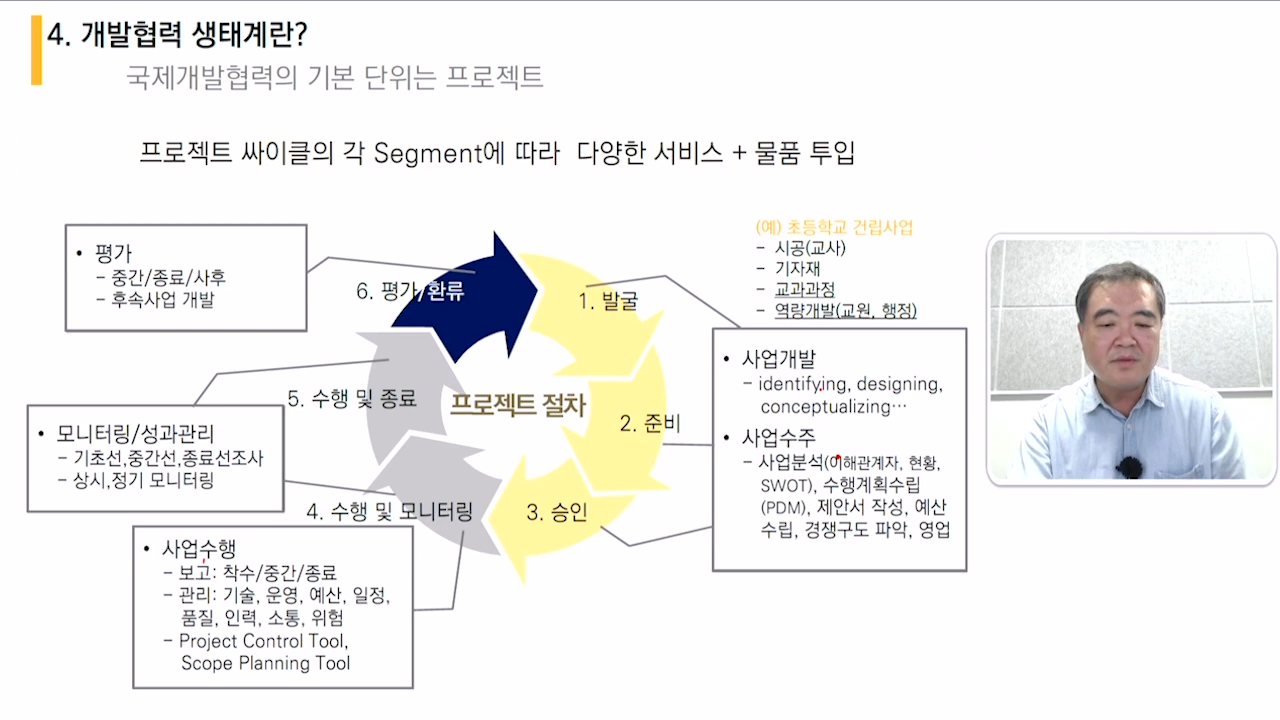 4. 개발협력 생태계란?
국제개발협력의 기본 단위는 프로젝트
프로젝트 싸이클의 각 Segment에 따라 다양한 서비스 + 물품 투입
• 평가
– 중간/종료/사후
– 후속사업 개발
(예) 초등학교 건립사업
– 시공(교사)
– 기자재
– 교과과정
– 역량개발(교원, 행정)
6. 평가/환류
1. 발굴
5. 수행 및 종료
프로젝트 절차
2. 준비
4. 수행 및 모니터링
3. 승인
• 사업개발
– identifying, designing,
conceptualizing…
• 사업수주
– 사업분석(이해관계자, 현황,
SWOT), 수행계획수립
(PDM), 제안서 작성, 예산
수립, 경쟁구도 파악, 영업
• 모니터링/성과관리
– 기초선,중간선,종료선조사
– 상시,정기 모니터링
• 사업수행
– 보고: 착수/중간/종료
– 관리: 기술, 운영, 예산, 일정,
품질, 인력, 소통, 위험
– Project Control Tool,
Scope Planning Tool